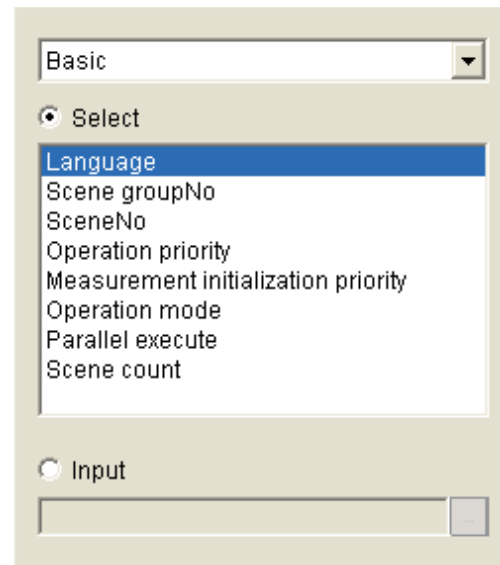 Basic
Select
Language
Scene groupNo
SceneNo
Operation priority
Measurement initialization priority
Operation mode
Parallel execute
Scene count
Input
...